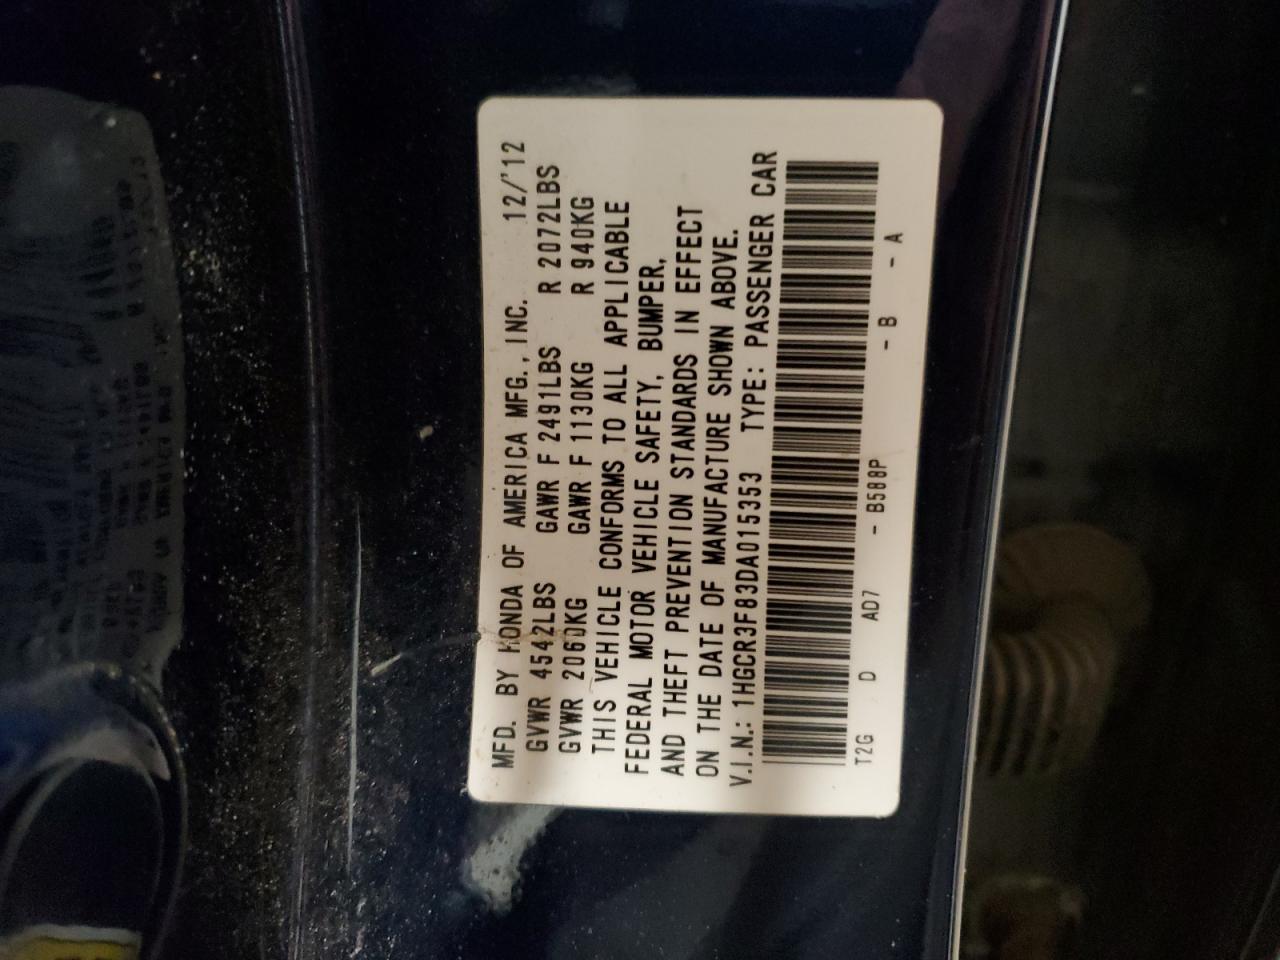 MFD. BY HONDA OF AMERICA MFG., INC. 12/'12
GVWR 4542LBS GAWR F 2491LBS R 2072LBS
GVWR 2060KG GAWR F 1130KG R 940KG
THIS VEHICLE CONFORMS TO ALL APPLICABLE
FEDERAL MOTOR VEHICLE SAFETY, BUMPER,
AND THEFT PREVENTION STANDARDS IN EFFECT
ON THE DATE OF MANUFACTURE SHOWN ABOVE.
V.I.N.: 1HGCR3F83DA015353 TYPE: PASSENGER CAR
T2G D AD7 - B588P - B - A